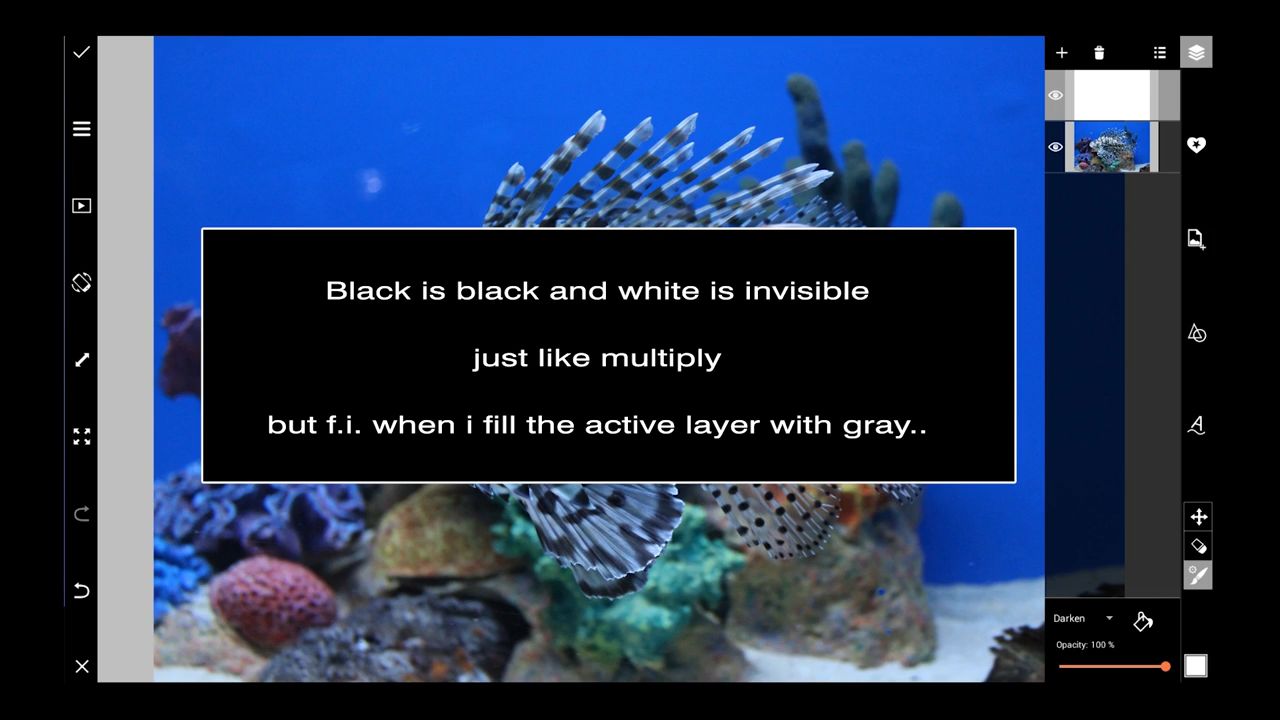 Black is black and white is invisible
just like multiply
but f.i. when i fill the active layer with gray..
Darken
Opacity: 100 %